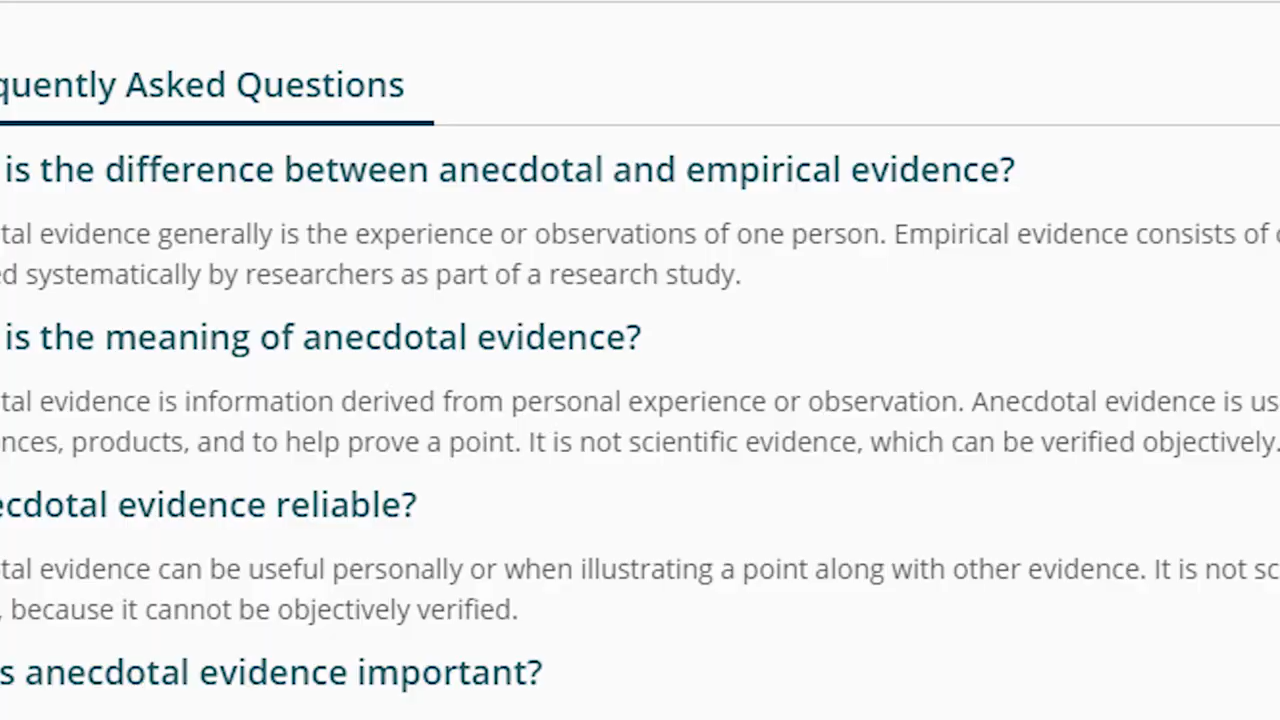 quently Asked Questions
is the difference between anecdotal and empirical evidence?
tal evidence generally is the experience or observations of one person. Empirical evidence consists of
ed systematically by researchers as part of a research study.
is the meaning of anecdotal evidence?
tal evidence is information derived from personal experience or observation. Anecdotal evidence is us
nces, products, and to help prove a point. It is not scientific evidence, which can be verified objectively.
ecdotal evidence reliable?
tal evidence can be useful personally or when illustrating a point along with other evidence. It is not sc
, because it cannot be objectively verified.
s anecdotal evidence important?